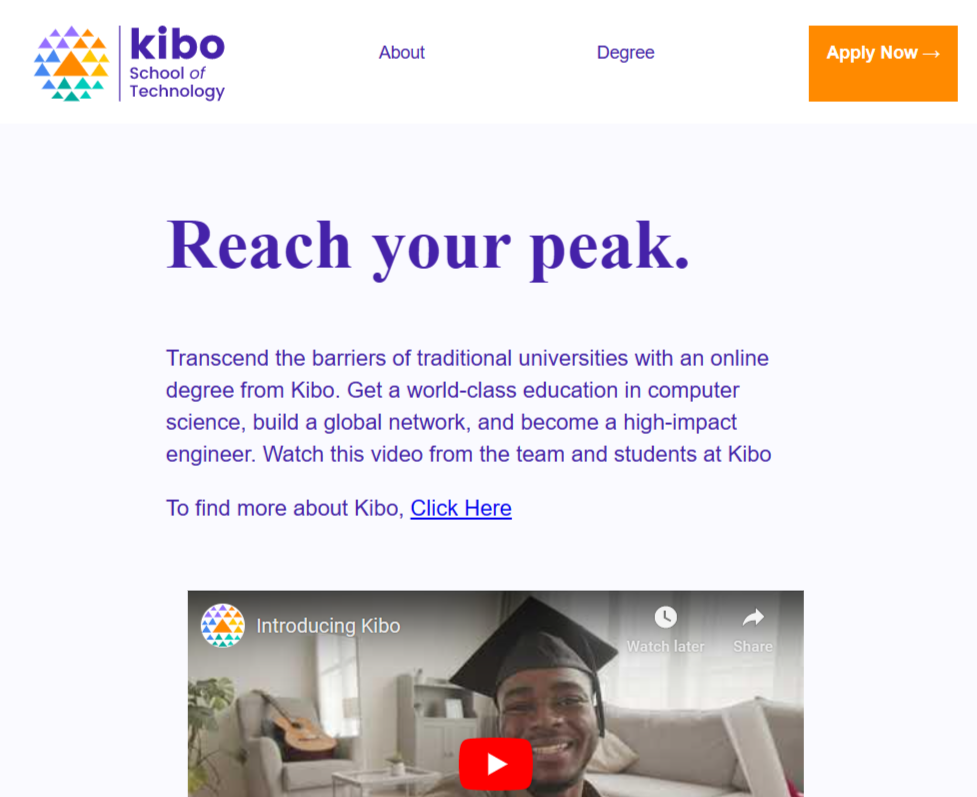 kibo
School of
Technology
About
Degree
Apply Now →
Reach your peak.
Transcend the barriers of traditional universities with an online
degree from Kibo. Get a world-class education in computer
science, build a global network, and become a high-impact
engineer. Watch this video from the team and students at Kibo
To find more about Kibo, Click Here
Introducing Kibo
Watch later
Share